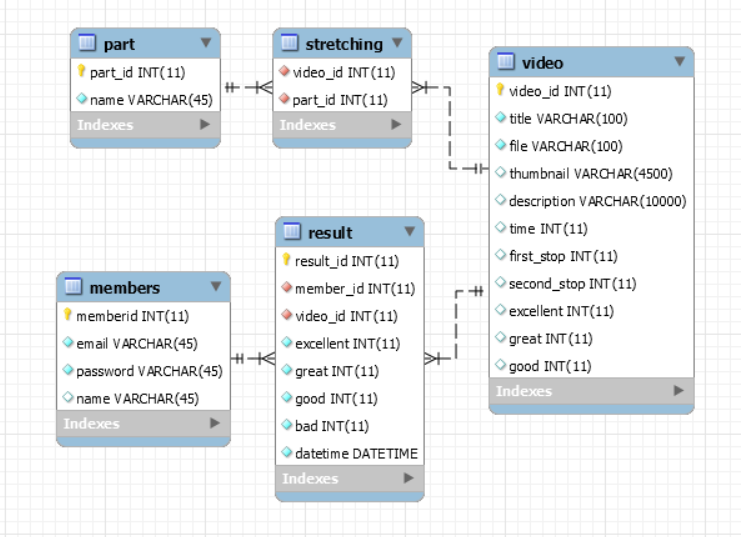 part
part_id INT(11)
name VARCHAR(45)
Indexes
stretching
video_id INT(11)
part_id INT(11)
Indexes
video
video_id INT(11)
title VARCHAR(100)
file VARCHAR(100)
thumbnail VARCHAR(4500)
description VARCHAR(10000)
time INT(11)
first_stop INT(11)
second_stop INT(11)
excellent INT(11)
great INT(11)
good INT(11)
Indexes
members
memberid INT(11)
email VARCHAR(45)
password VARCHAR(45)
name VARCHAR(45)
Indexes
result
result_id INT(11)
member_id INT(11)
video_id INT(11)
excellent INT(11)
great INT(11)
good INT(11)
bad INT(11)
datetime DATETIME
Indexes